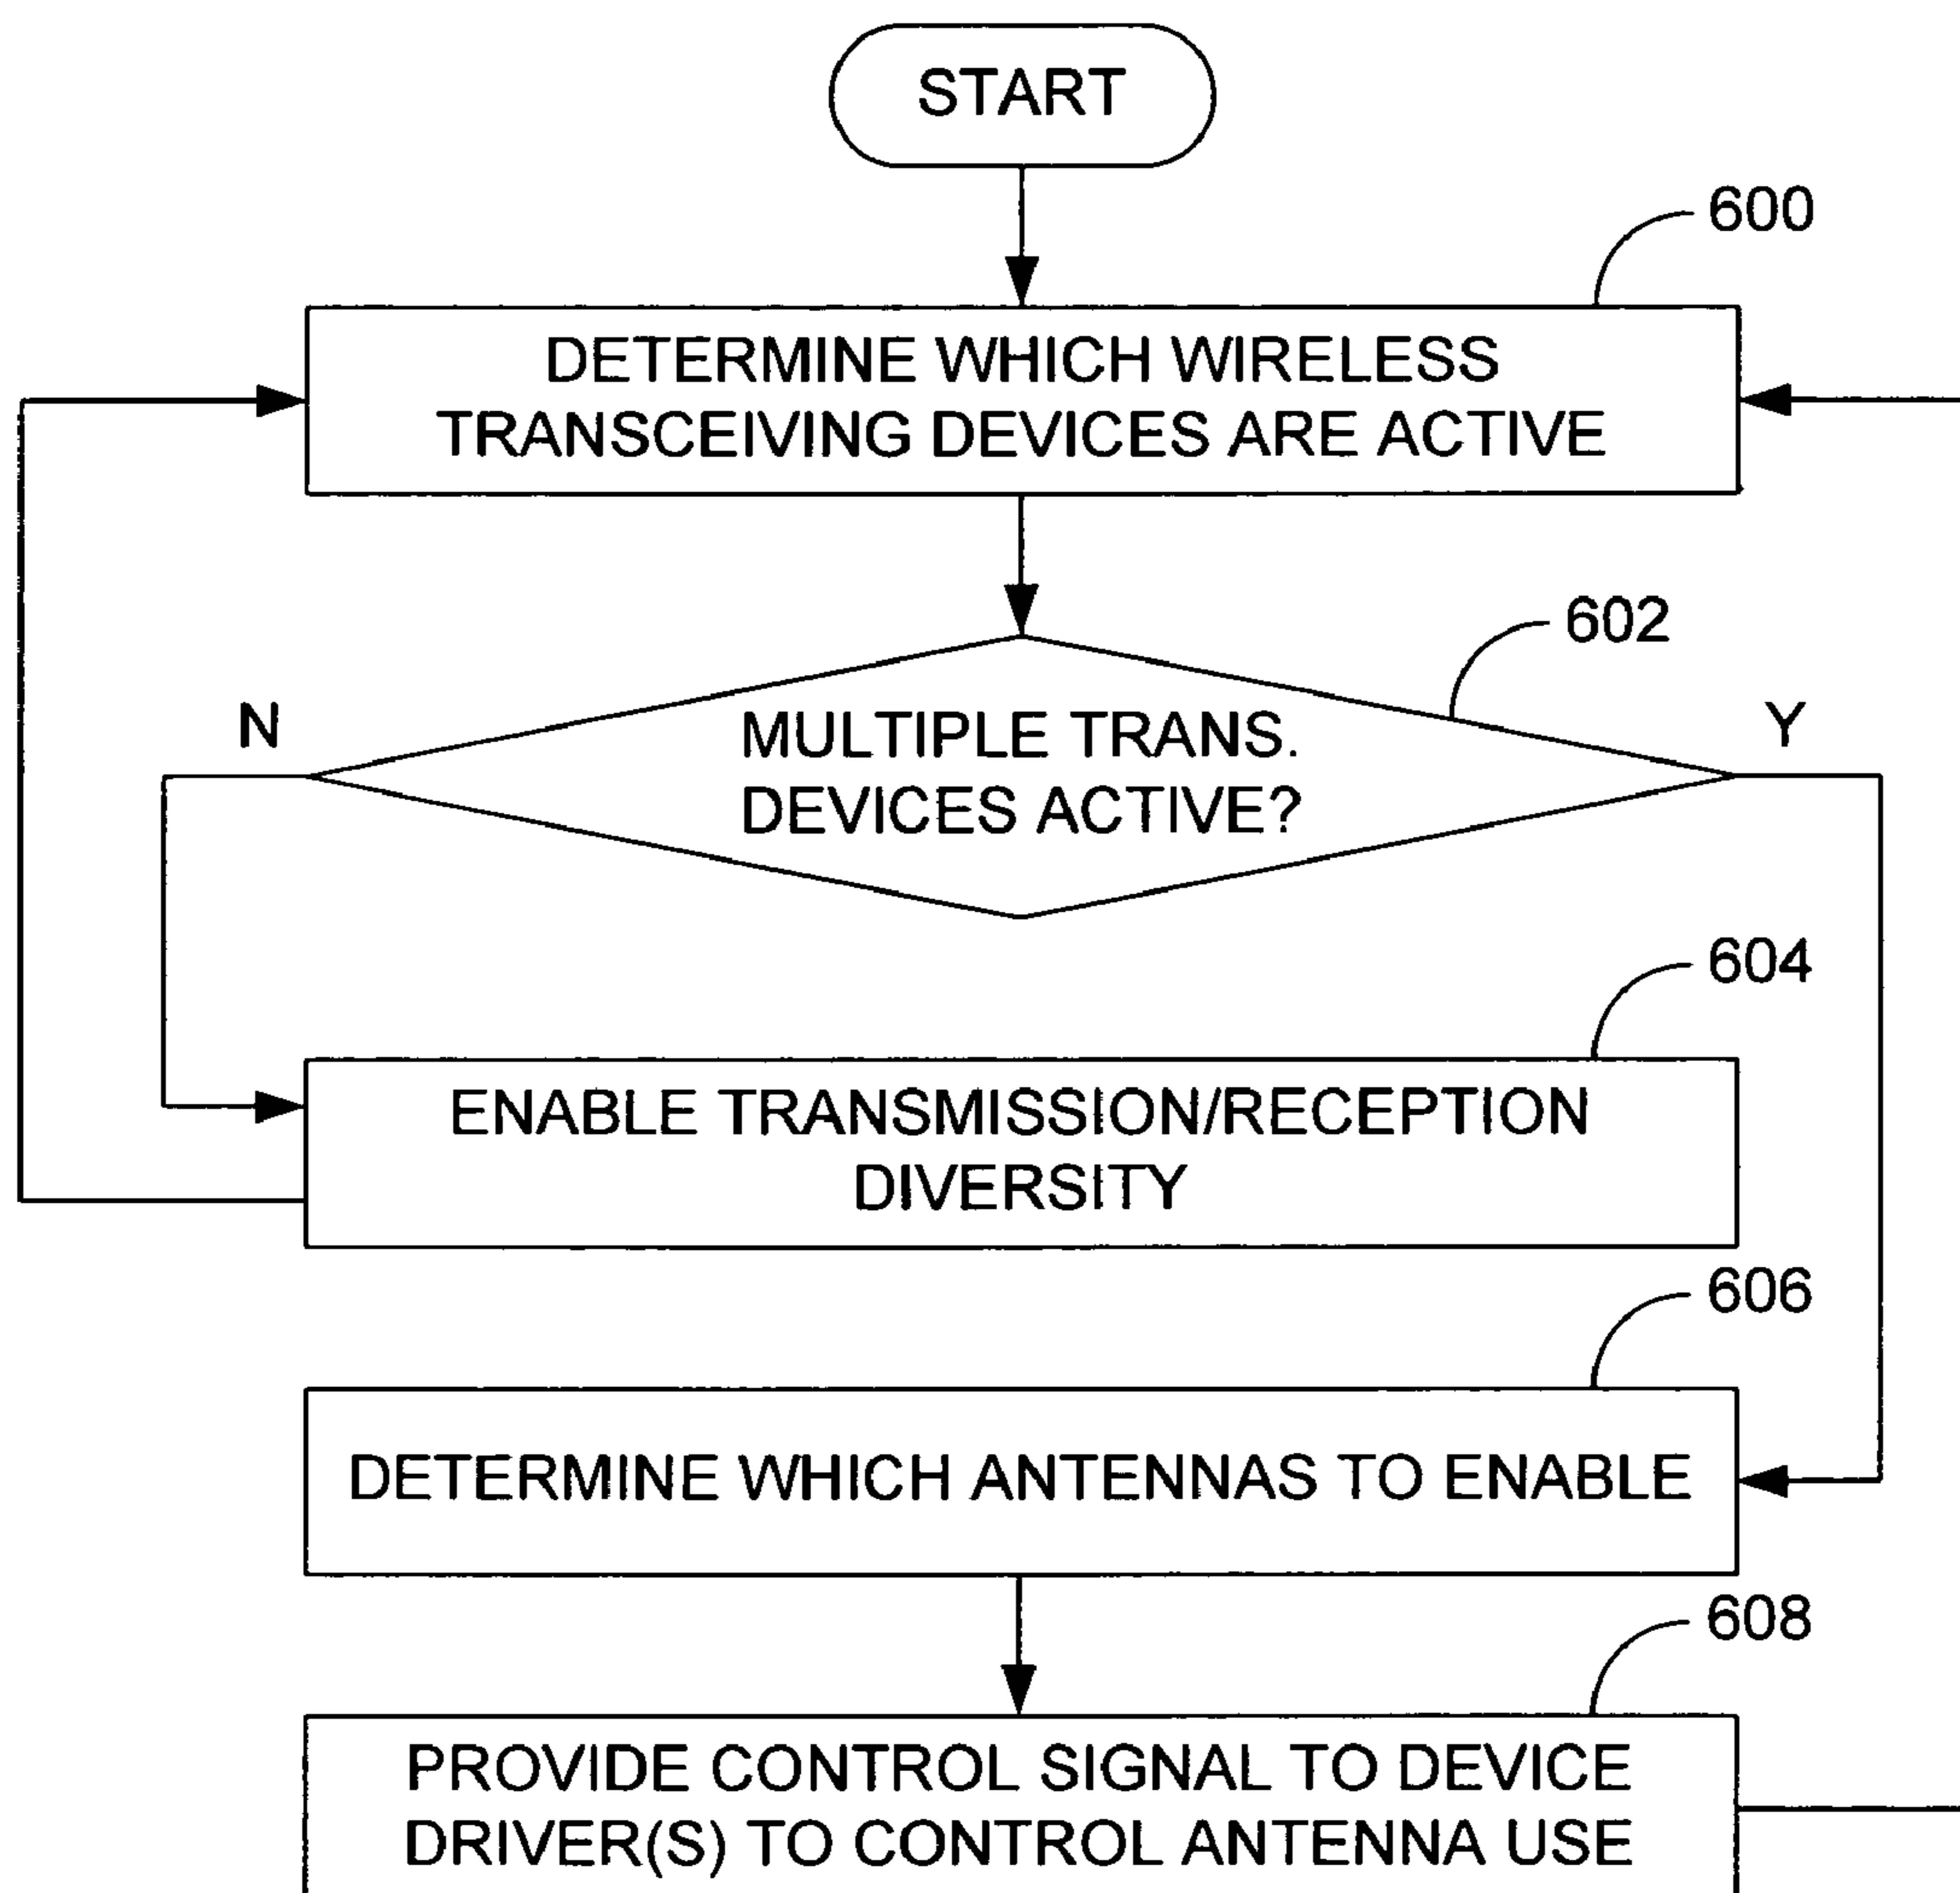 START
600
DETERMINE WHICH WIRELESS
TRANSCEIVING DEVICES ARE ACTIVE
602
N
Y
MULTIPLE TRANS.
DEVICES ACTIVE?
604
ENABLE TRANSMISSION/RECEPTION
DIVERSITY
606
DETERMINE WHICH ANTENNAS TO ENABLE
608
PROVIDE CONTROL SIGNAL TO DEVICE
DRIVER(S) TO CONTROL ANTENNA USE